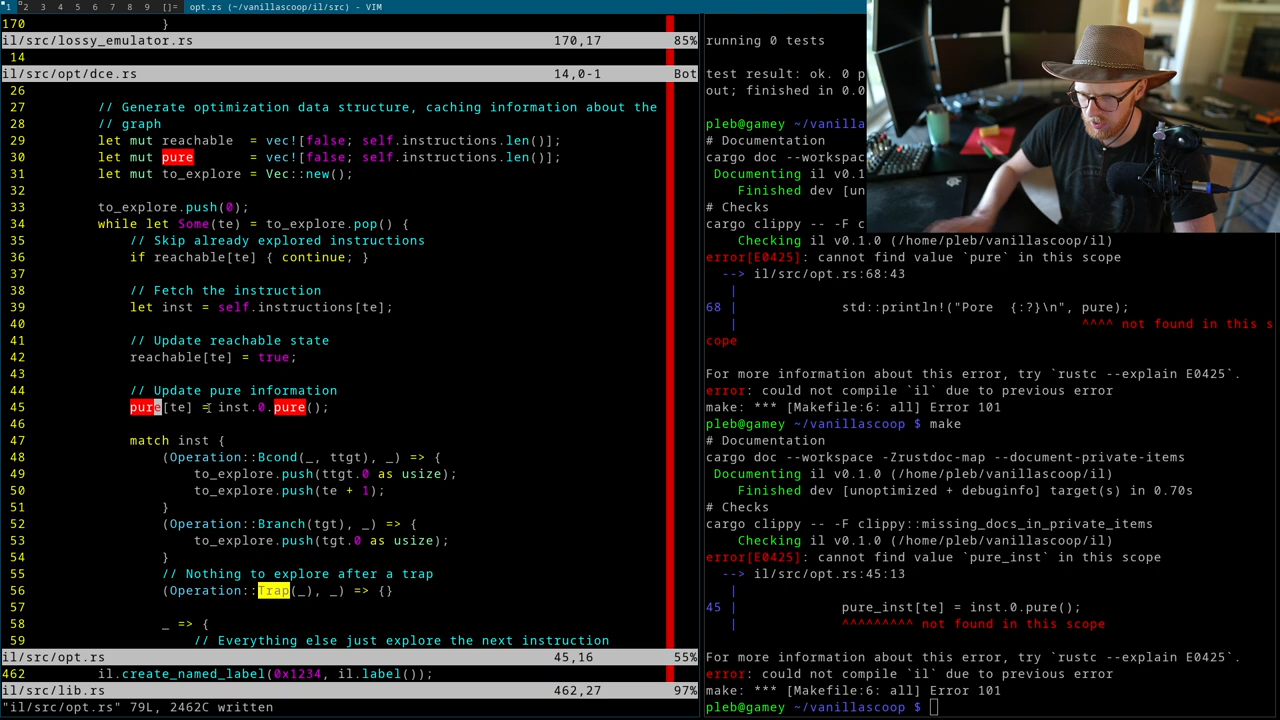 1 2 3 4 5 6 7 8 9 []= opt.rs (~/vanillascoop/il/src) - VIM
170 }
il/src/lossy_emulator.rs 170,17 85%
14
il/src/opt/dce.rs 14,0-1 Bot
26
27 // Generate optimization data structure, caching information about the
28 // graph
29 let mut reachable = vec![false; self.instructions.len()];
30 let mut pure = vec![false; self.instructions.len()];
31 let mut to_explore = Vec::new();
32
33 to_explore.push(0);
34 while let Some(te) = to_explore.pop() {
35 // Skip already explored instructions
36 if reachable[te] { continue; }
37
38 // Fetch the instruction
39 let inst = self.instructions[te];
40
41 // Update reachable state
42 reachable[te] = true;
43
44 // Update pure information
45 pure[te] = inst.0.pure();
46
47 match inst {
48 (Operation::Bcond(_, ttgt), _) => {
49 to_explore.push(ttgt.0 as usize);
50 to_explore.push(te + 1);
51 }
52 (Operation::Branch(tgt), _) => {
53 to_explore.push(tgt.0 as usize);
54 }
55 // Nothing to explore after a trap
56 (Operation::Trap(_), _) => {}
57
58 _ => {
59 // Everything else just explore the next instruction
il/src/opt.rs 45,16 55%
462 il.create_named_label(0x1234, il.label());
il/src/lib.rs 462,27 97%
"il/src/opt.rs" 79L, 2462C written
running 0 tests
test result: ok. 0 p
out; finished in 0.0
pleb@gamey ~/vanilla
# Documentation
cargo doc --workspac
Documenting il v0.1
Finished dev [un
# Checks
cargo clippy -- -F c
Checking il v0.1.0 (/home/pleb/vanillascoop/il)
error[E0425]: cannot find value `pure` in this scope
--> il/src/opt.rs:68:43
|
68 | std::println!("Pore {:?}\n", pure);
| ^^^^ not found in this s
cope
For more information about this error, try `rustc --explain E0425`.
error: could not compile `il` due to previous error
make: *** [Makefile:6: all] Error 101
pleb@gamey ~/vanillascoop $ make
# Documentation
cargo doc --workspace -Zrustdoc-map --document-private-items
Documenting il v0.1.0 (/home/pleb/vanillascoop/il)
Finished dev [unoptimized + debuginfo] target(s) in 0.70s
# Checks
cargo clippy -- -F clippy::missing_docs_in_private_items
Checking il v0.1.0 (/home/pleb/vanillascoop/il)
error[E0425]: cannot find value `pure_inst` in this scope
--> il/src/opt.rs:45:13
|
45 | pure_inst[te] = inst.0.pure();
| ^^^^^^^^^ not found in this scope
For more information about this error, try `rustc --explain E0425`.
error: could not compile `il` due to previous error
make: *** [Makefile:6: all] Error 101
pleb@gamey ~/vanillascoop $